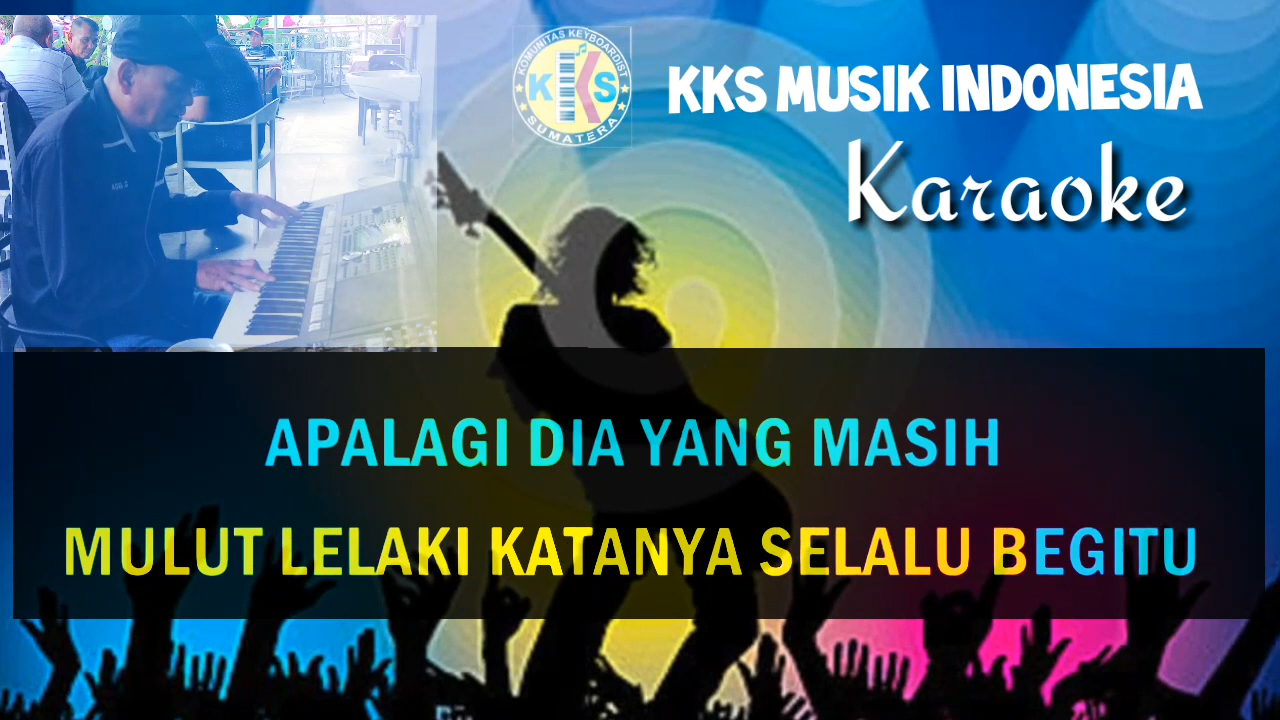 KOMUNITAS KEYBOARDIST
KKS
SUMATERA
KKS MUSIK INDONESIA
Karaoke
APALAGI DIA YANG MASIH
MULUT LELAKI KATANYA SELALU BEGITU